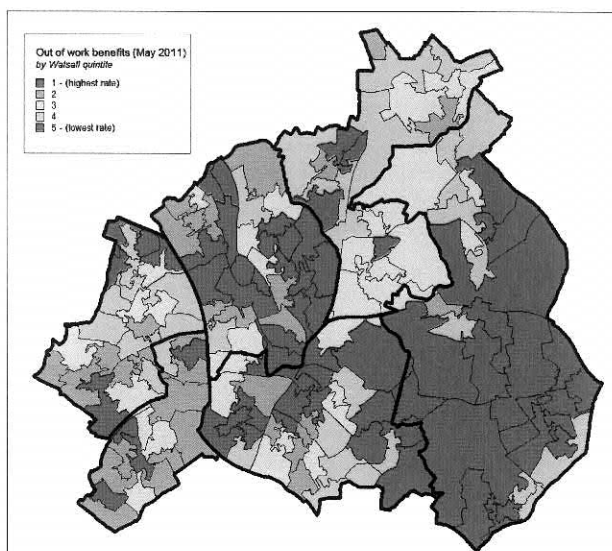 Out of work benefits (May 2011)
by Walsall quintile
1 - (highest rate)
2
3
4
5 - (lowest rate)